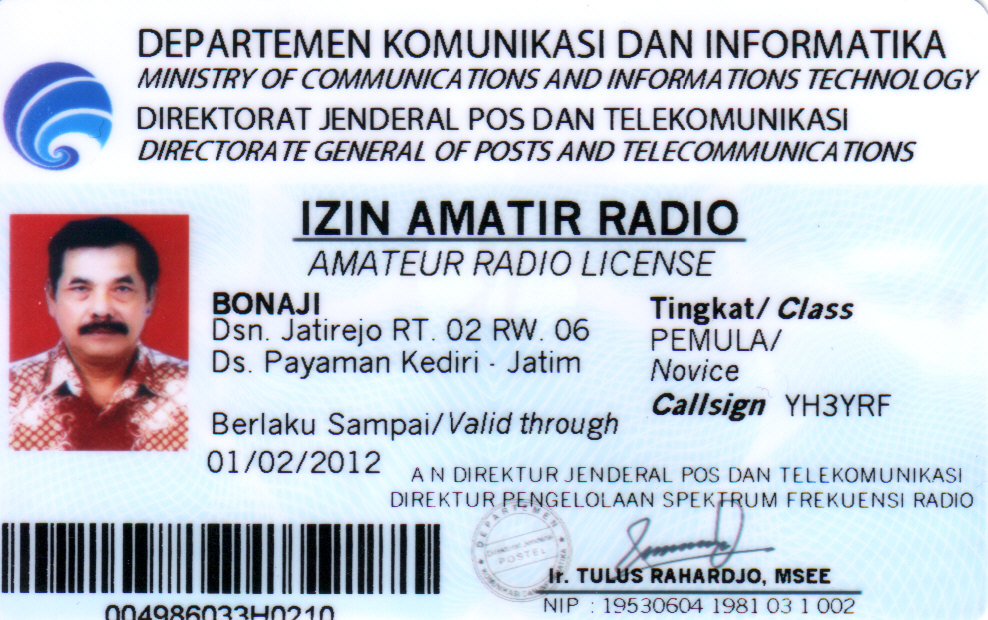 DEPARTEMEN KOMUNIKASI DAN INFORMATIKA
MINISTRY OF COMMUNICATIONS AND INFORMATIONS TECHNOLOGY
DIREKTORAT JENDERAL POS DAN TELEKOMUNIKASI
DIRECTORATE GENERAL OF POSTS AND TELECOMMUNICATIONS
IZIN AMATIR RADIO
AMATEUR RADIO LICENSE
BONAJI
Dsn. Jatirejo RT. 02 RW. 06
Ds. Payaman Kediri - Jatim
Tingkat/ Class
PEMULA/
Novice
Callsign YH3YRF
Berlaku Sampai/Valid through
01/02/2012
A N DIREKTUR JENDERAL POS DAN TELEKOMUNIKASI
DIREKTUR PENGELOLAAN SPEKTRUM FREKUENSI RADIO
DEPARTEMEN
POSTEL
Ir. TULUS RAHARDJO, MSEE
NIP : 19530604 1981 03 1 002
004986033H0210